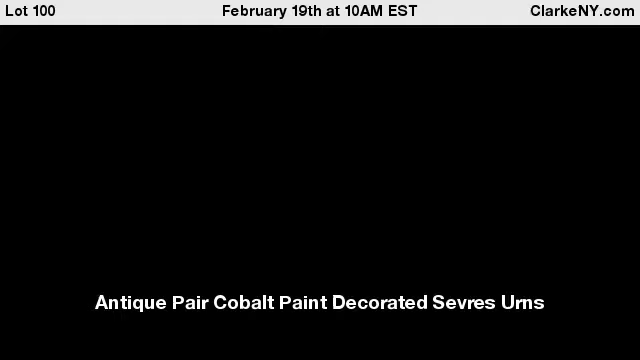 Lot 100 February 19th at 10AM EST ClarkeNY.com
Antique Pair Cobalt Paint Decorated Sevres Urns